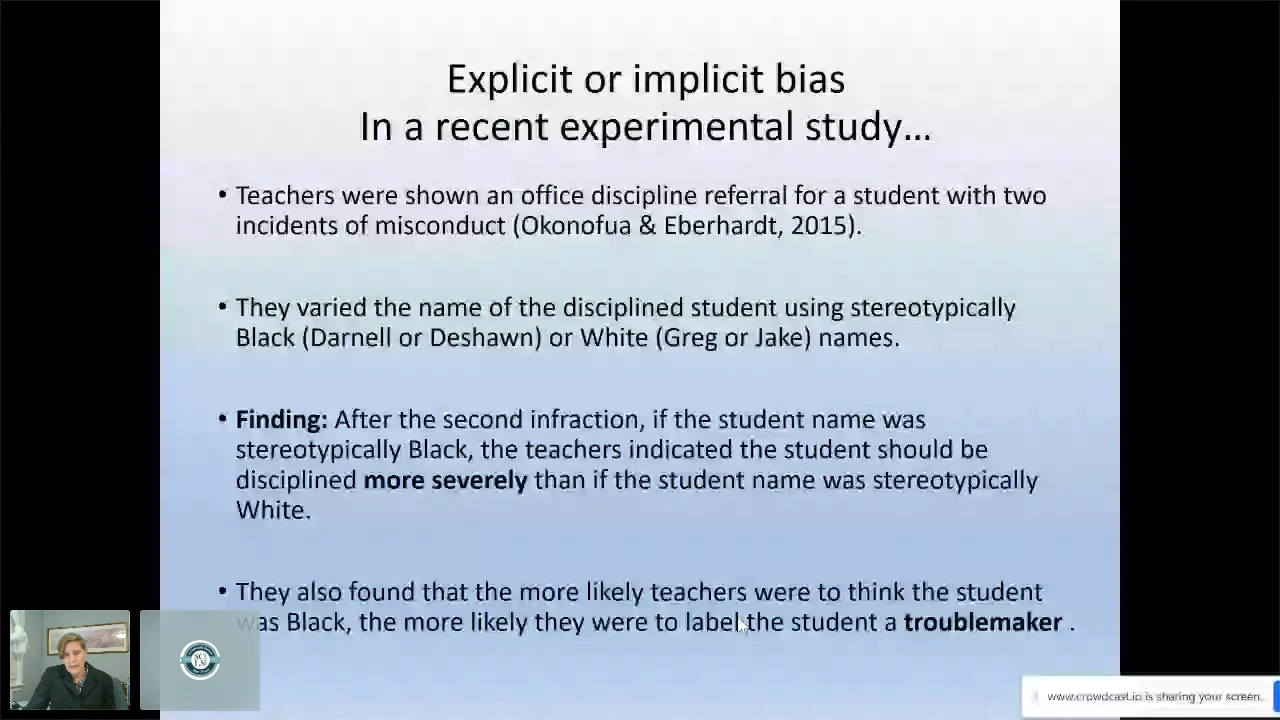 Explicit or implicit bias
In a recent experimental study…
• Teachers were shown an office discipline referral for a student with two
incidents of misconduct (Okonofua & Eberhardt, 2015).
• They varied the name of the disciplined student using stereotypically
Black (Darnell or Deshawn) or White (Greg or Jake) names.
• Finding: After the second infraction, if the student name was
stereotypically Black, the teachers indicated the student should be
disciplined more severely than if the student name was stereotypically
White.
• They also found that the more likely teachers were to think the student
was Black, the more likely they were to label the student a troublemaker .
www.crowdcast.io is sharing your screen.